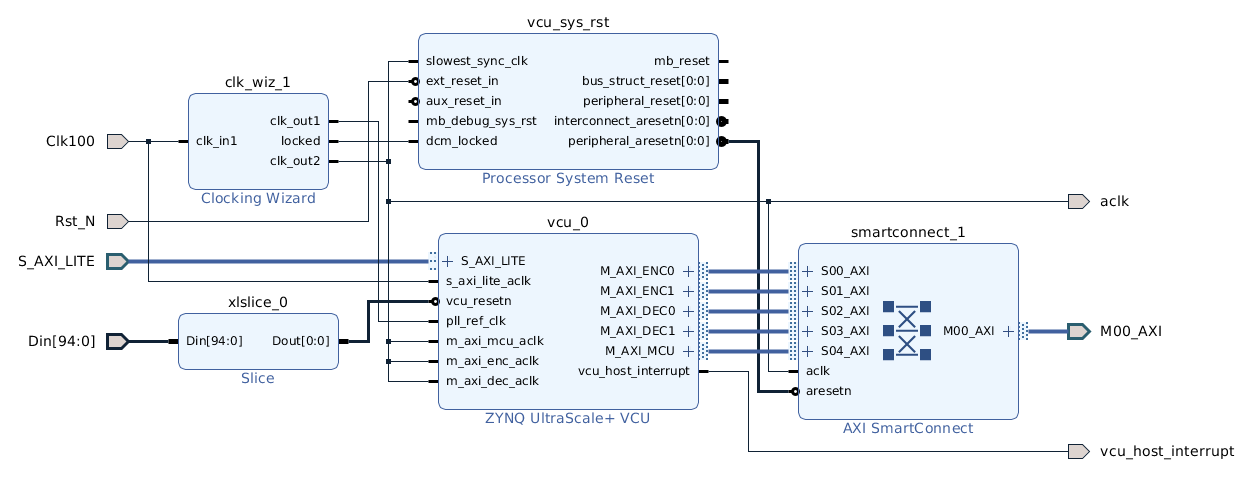 vcu_sys_rst
slowest_sync_clk
ext_reset_in
aux_reset_in
mb_debug_sys_rst
dcm_locked
mb_reset
bus_struct_reset[0:0]
peripheral_reset[0:0]
interconnect_aresetn[0:0]
peripheral_aresetn[0:0]
Processor System Reset
clk_wiz_1
clk_in1
clk_out1
locked
clk_out2
Clocking Wizard
Clk100
Rst_N
S_AXI_LITE
Din[94:0]
xlslice_0
Din[94:0]
Dout[0:0]
Slice
vcu_0
S_AXI_LITE
s_axi_lite_aclk
vcu_resetn
pll_ref_clk
m_axi_mcu_aclk
m_axi_enc_aclk
m_axi_dec_aclk
M_AXI_ENC0
M_AXI_ENC1
M_AXI_DEC0
M_AXI_DEC1
M_AXI_MCU
vcu_host_interrupt
ZYNQ UltraScale+ VCU
smartconnect_1
S00_AXI
S01_AXI
S02_AXI
S03_AXI
S04_AXI
aclk
aresetn
M00_AXI
AXI SmartConnect
aclk
M00_AXI
vcu_host_interrupt